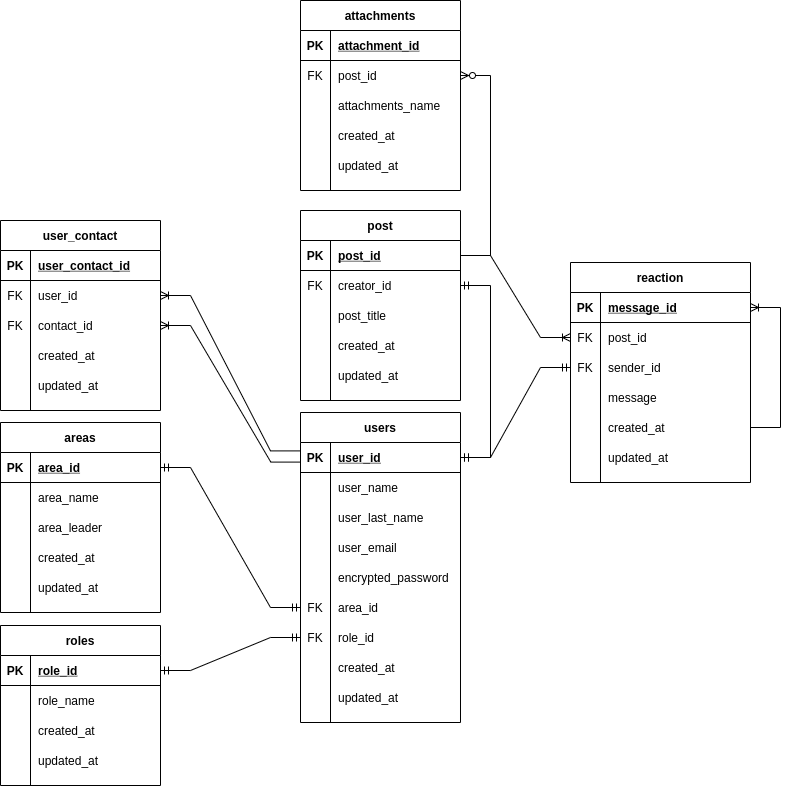 attachments
PK attachment_id
FK post_id
attachments_name
created_at
updated_at
user_contact
PK user_contact_id
FK user_id
FK contact_id
created_at
updated_at
post
PK post_id
FK creator_id
post_title
created_at
updated_at
reaction
PK message_id
FK post_id
FK sender_id
message
created_at
updated_at
areas
PK area_id
area_name
area_leader
created_at
updated_at
users
PK user_id
user_name
user_last_name
user_email
encrypted_password
FK area_id
FK role_id
created_at
updated_at
roles
PK role_id
role_name
created_at
updated_at